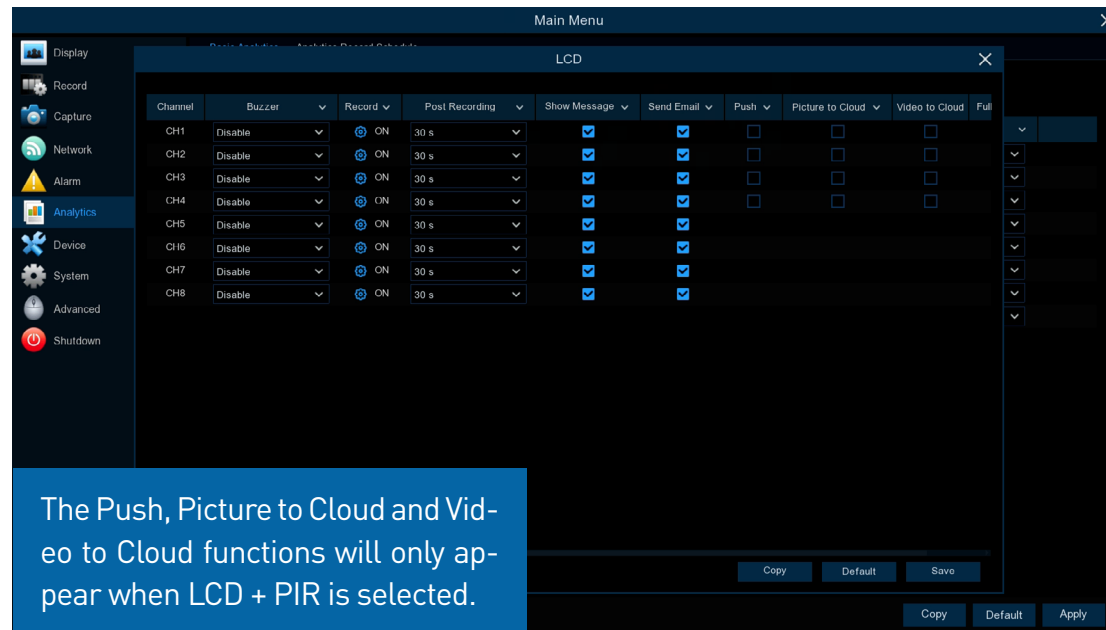 Main Menu
Display
Record
Capture
Network
Alarm
Analytics
Device
System
Advanced
Shutdown
LCD
Channel Buzzer Record Post Recording Show Message Send Email Push Picture to Cloud Video to Cloud Full
CH1 Disable ON 30 s
CH2 Disable ON 30 s
CH3 Disable ON 30 s
CH4 Disable ON 30 s
CH5 Disable ON 30 s
CH6 Disable ON 30 s
CH7 Disable ON 30 s
CH8 Disable ON 30 s
Copy Default Save
Copy Default Apply
The Push, Picture to Cloud and Vid-
eo to Cloud functions will only ap-
pear when LCD + PIR is selected.